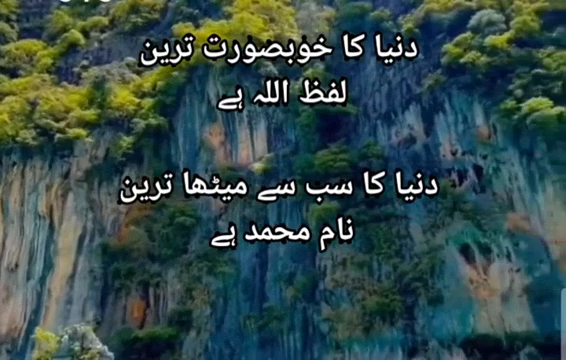 دنیا کا خوبصورت ترین
لفظ اللہ ہے
دنیا کا سب سے میٹھا ترین
نام محمد ہے